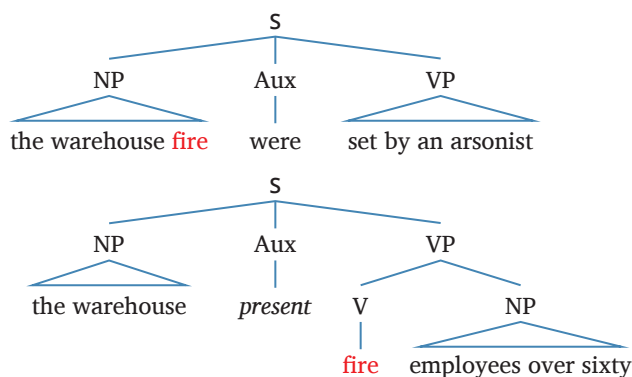 S
NP Aux VP
the warehouse fire were set by an arsonist
S
NP Aux VP
the warehouse present V NP
fire employees over sixty